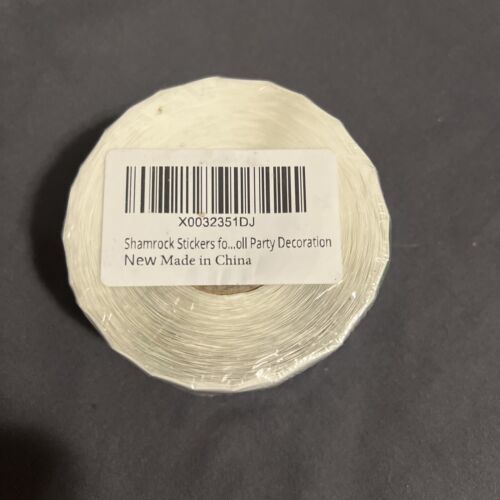 X0032351DJ
Shamrock Stickers fo...oll Party Decoration
New Made in China